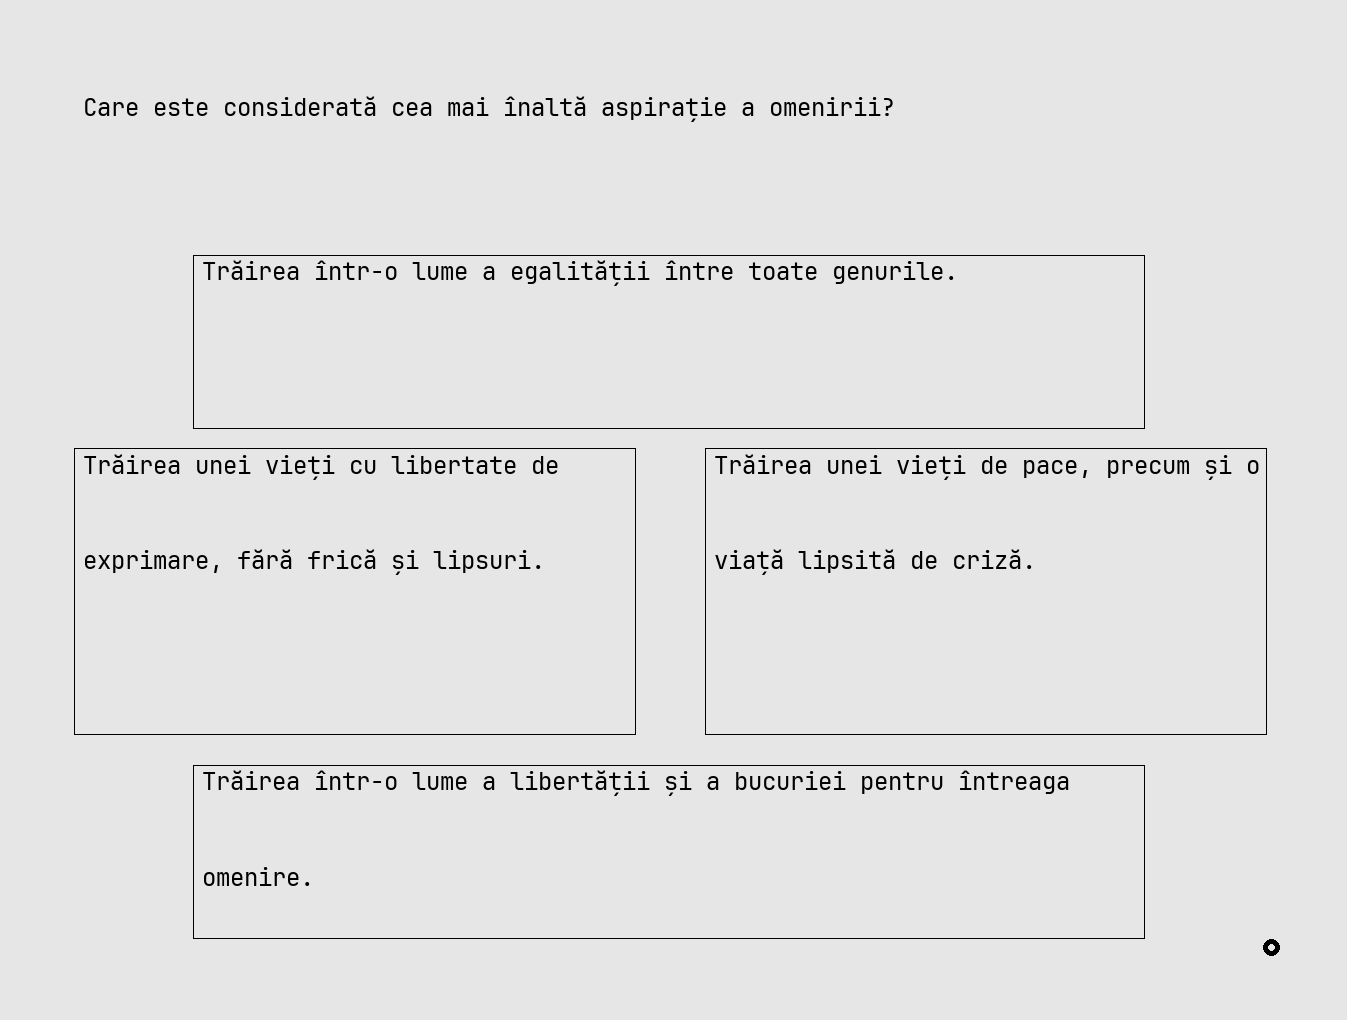 Care este considerată cea mai înaltă aspirație a omenirii?
Trăirea într-o lume a egalității între toate genurile.
Trăirea unei vieți cu libertate de
exprimare, fără frică și lipsuri.
Trăirea unei vieți de pace, precum și o
viață lipsită de criză.
Trăirea într-o lume a libertății și a bucuriei pentru întreaga
omenire.